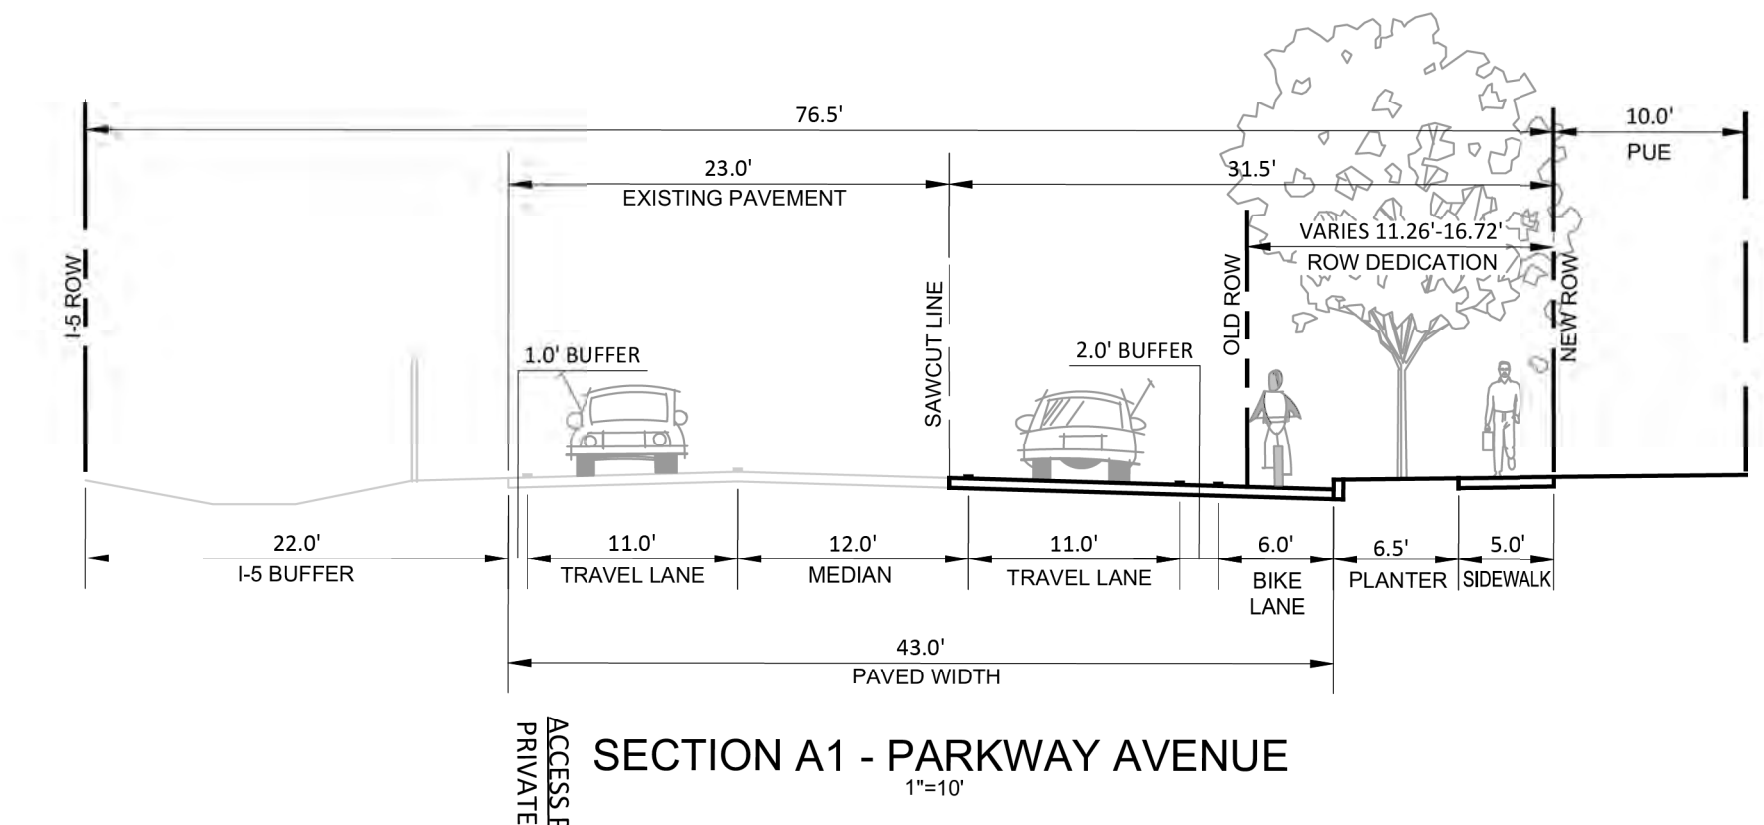 76.5'
10.0'
PUE
23.0'
EXISTING PAVEMENT
31.5'
VARIES 11.26'-16.72'
ROW DEDICATION
I-5 ROW
SAWCUT LINE
OLD ROW
NEW ROW
1.0' BUFFER
2.0' BUFFER
22.0'
I-5 BUFFER
11.0'
TRAVEL LANE
12.0'
MEDIAN
11.0'
TRAVEL LANE
6.0'
BIKE
LANE
6.5'
PLANTER
5.0'
SIDEWALK
43.0'
PAVED WIDTH
ACCESS
PRIVATE
SECTION A1 - PARKWAY AVENUE
1"=10'